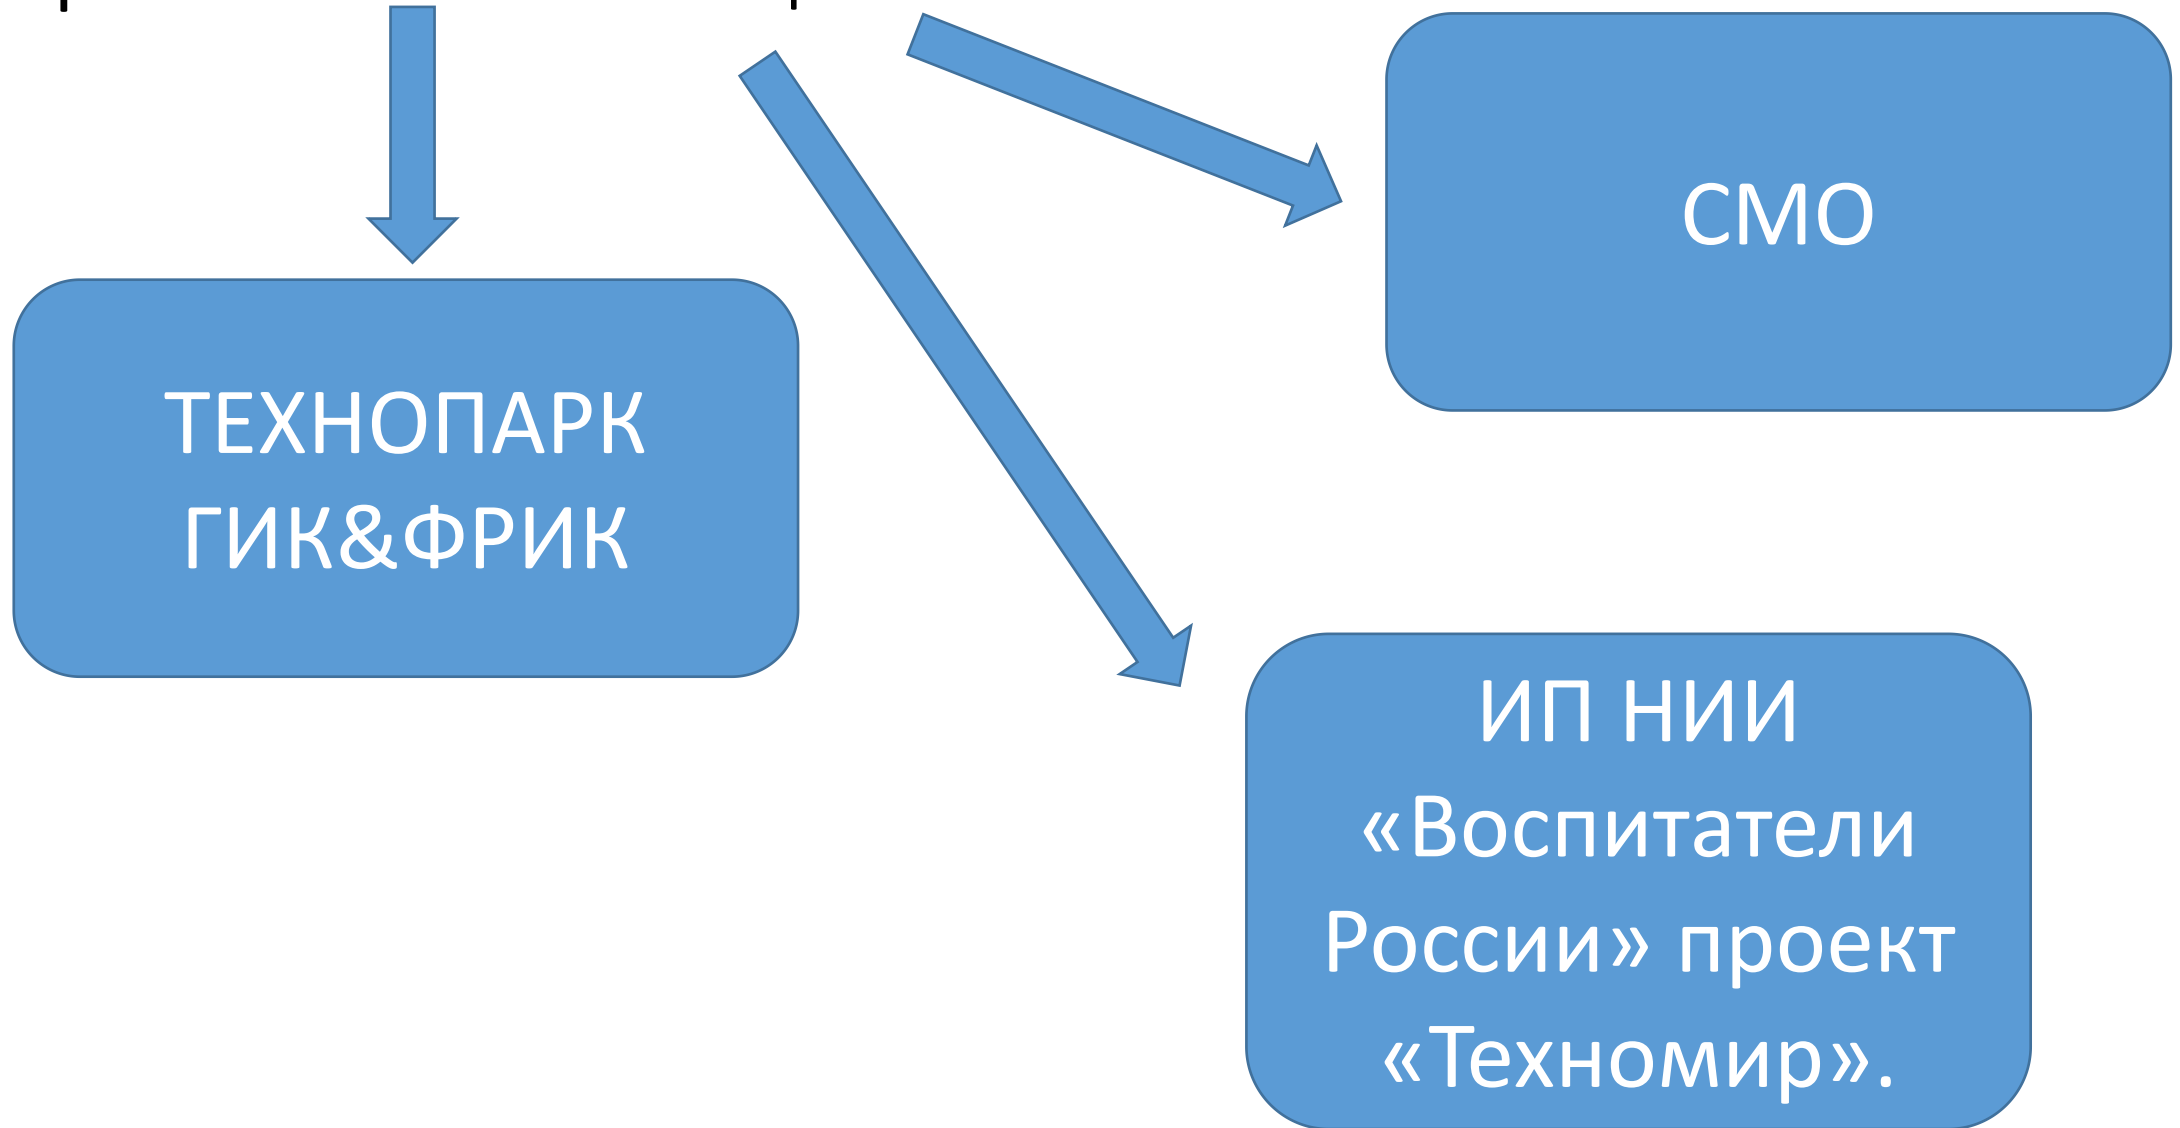 СМО
ТЕХНОПАРК
ГИК&ФРИК
ИП НИИ
«Воспитатели
России» проект
«Техномир».